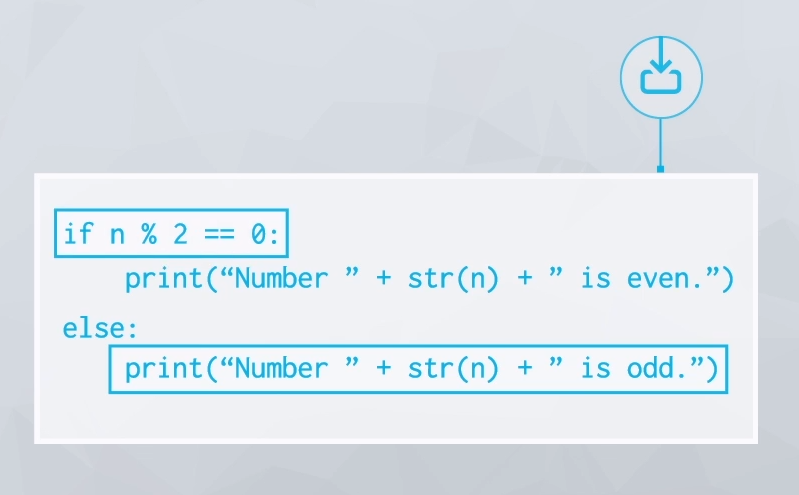 if n % 2 == 0:
print(“Number ” + str(n) + ” is even.”)
else:
print(“Number ” + str(n) + ” is odd.”)